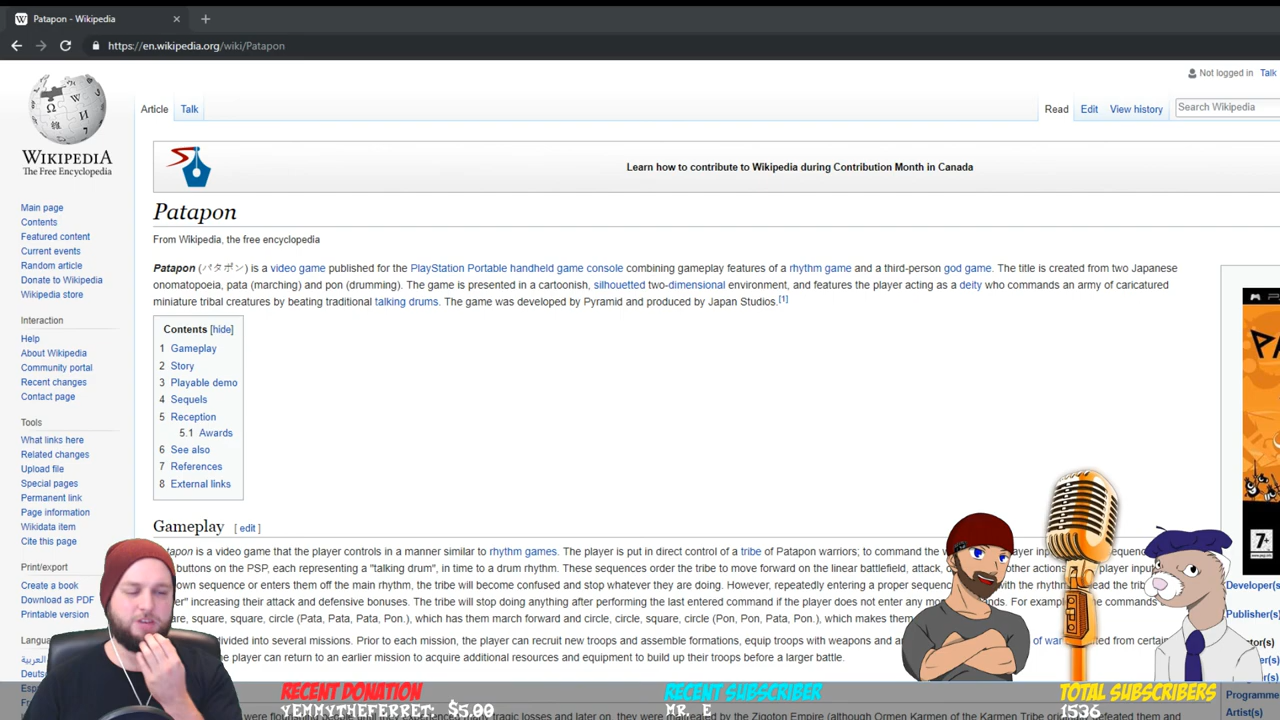 Patapon - Wikipedia
https://en.wikipedia.org/wiki/Patapon
Not logged in Talk
Article Talk
Read Edit View history
Search Wikipedia
WIKIPEDIA
The Free Encyclopedia
Learn how to contribute to Wikipedia during Contribution Month in Canada
Main page
Contents
Featured content
Current events
Random article
Donate to Wikipedia
Wikipedia store
Interaction
Help
About Wikipedia
Community portal
Recent changes
Contact page
Tools
What links here
Related changes
Upload file
Special pages
Permanent link
Page information
Wikidata item
Cite this page
Print/export
Create a book
Download as PDF
Printable version
العربية
Patapon
From Wikipedia, the free encyclopedia
Patapon (パタポン) is a video game published for the PlayStation Portable handheld game console combining gameplay features of a rhythm game and a third-person god game. The title is created from two Japanese
onomatopoeia, pata (marching) and pon (drumming). The game is presented in a cartoonish, silhouetted two-dimensional environment, and features the player acting as a deity who commands an army of caricatured
miniature tribal creatures by beating traditional talking drums. The game was developed by Pyramid and produced by Japan Studios.[1]
Contents [hide]
1 Gameplay
2 Story
3 Playable demo
4 Sequels
5 Reception
5.1 Awards
6 See also
7 References
8 External links
Gameplay [ edit ]
is a video game that the player controls in a manner similar to rhythm games. The player is put in direct control of a tribe of Patapon warriors; to command the
buttons on the PSP, each representing a "talking drum", in time to a drum rhythm. These sequences order the tribe to move forward on the linear battlefield, attack,
sequence or enters them off the main rhythm, the tribe will become confused and stop whatever they are doing. However, repeatedly entering a proper
increasing their attack and defensive bonuses. The tribe will stop doing anything after performing the last entered command if the player does not enter any
square, square, circle (Pata, Pata, Pata, Pon.), which has them march forward and circle, circle, square, circle (Pon, Pon, Pata, Pon.), which makes them
divided into several missions. Prior to each mission, the player can recruit new troops and assemble formations, equip troops with weapons and
from certain
the player can return to an earlier mission to acquire additional resources and equipment to build up their troops before a larger battle.
7+
Developer(s)
Publisher(s)
RECENT DONATION
YEMMYTHEFERRET: $5.00
RECENT SUBSCRIBER
MR. E
TOTAL SUBSCRIBERS
1536